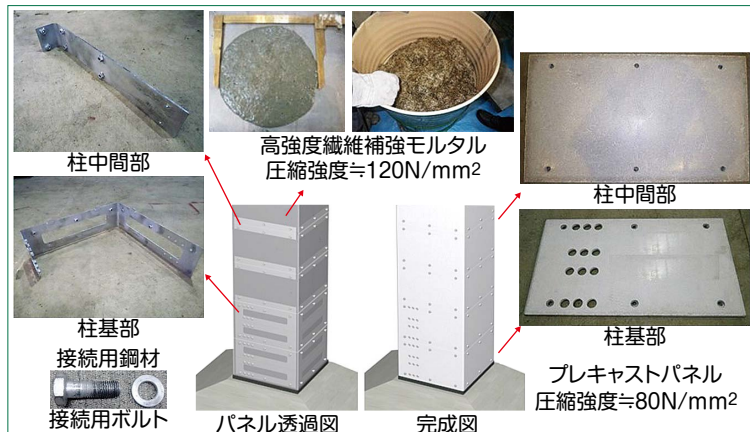 柱中間部
高強度繊維補強モルタル
圧縮強度≒120N/mm²
柱中間部
柱基部
柱基部
接続用鋼材
接続用ボルト
パネル透過図
完成図
プレキャストパネル
圧縮強度≒80N/mm²